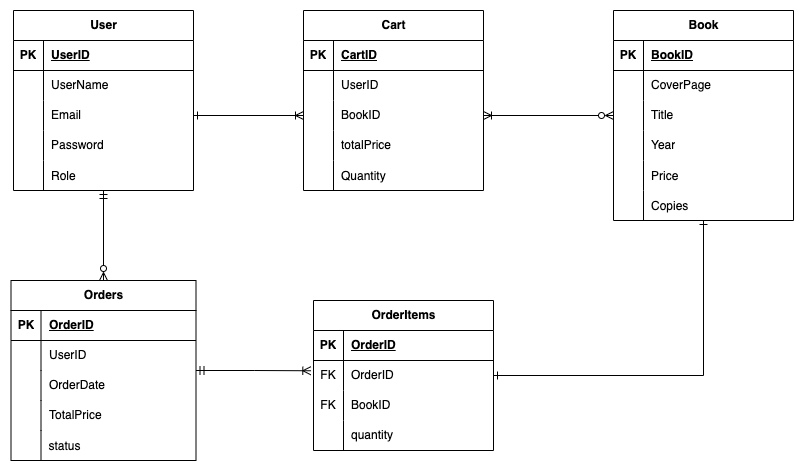 User
PK UserID
UserName
Email
Password
Role
Cart
PK CartID
UserID
BookID
totalPrice
Quantity
Book
PK BookID
CoverPage
Title
Year
Price
Copies
Orders
PK OrderID
UserID
OrderDate
TotalPrice
status
OrderItems
PK OrderID
FK OrderID
FK BookID
quantity